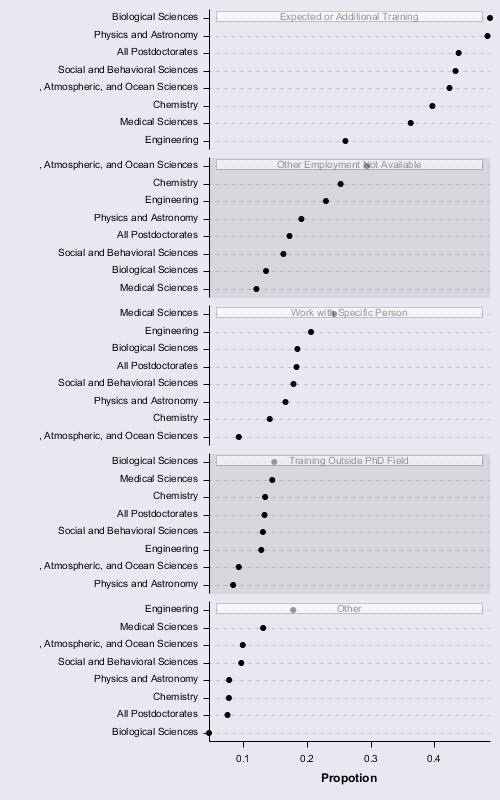 Biological Sciences Expected or Additional Training
Physics and Astronomy
All Postdoctorates
Social and Behavioral Sciences
, Atmospheric, and Ocean Sciences
Chemistry
Medical Sciences
Engineering
, Atmospheric, and Ocean Sciences Other Employment Not Available
Chemistry
Engineering
Physics and Astronomy
All Postdoctorates
Social and Behavioral Sciences
Biological Sciences
Medical Sciences
Medical Sciences Work with Specific Person
Engineering
Biological Sciences
All Postdoctorates
Social and Behavioral Sciences
Physics and Astronomy
Chemistry
, Atmospheric, and Ocean Sciences
Biological Sciences Training Outside PhD Field
Medical Sciences
Chemistry
All Postdoctorates
Social and Behavioral Sciences
Engineering
, Atmospheric, and Ocean Sciences
Physics and Astronomy
Engineering Other
Medical Sciences
, Atmospheric, and Ocean Sciences
Social and Behavioral Sciences
Physics and Astronomy
Chemistry
All Postdoctorates
Biological Sciences
0.1 0.2 0.3 0.4
Propotion